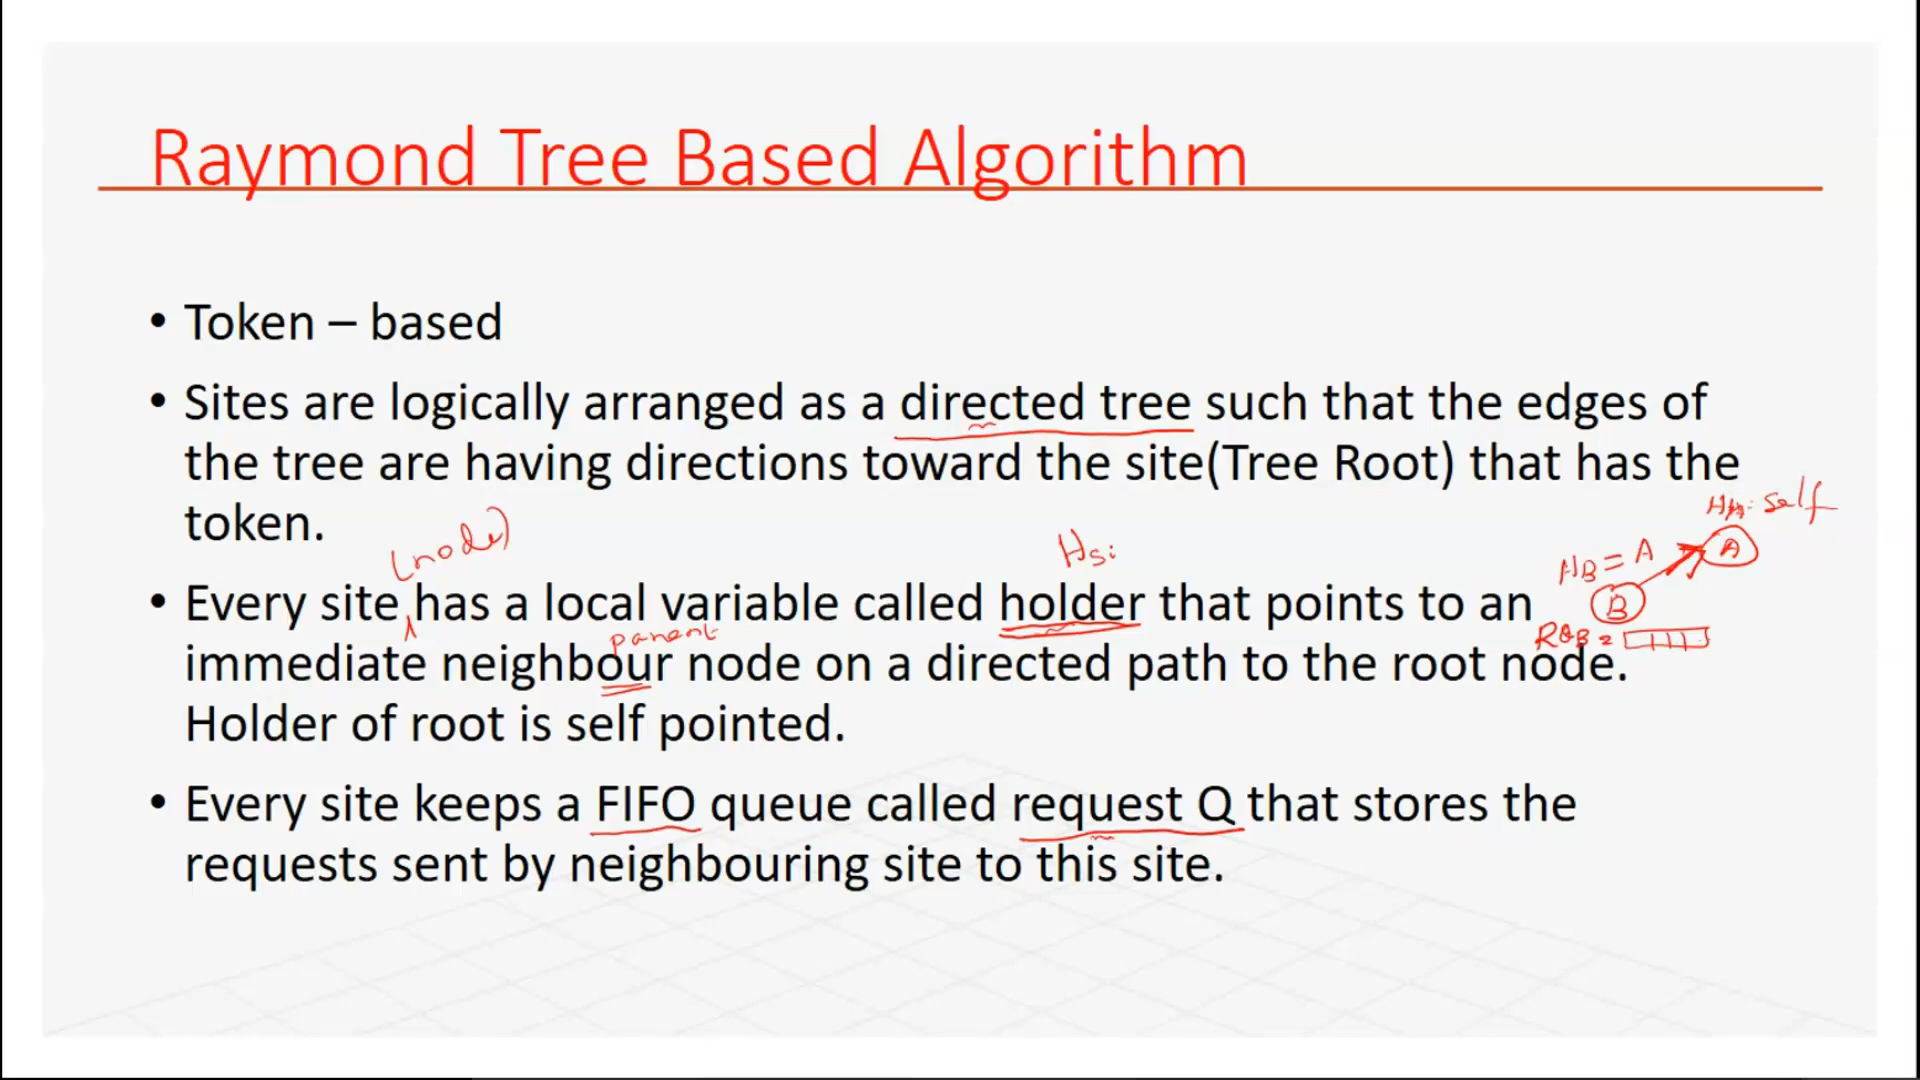 Raymond Tree Based Algorithm
• Token – based
• Sites are logically arranged as a directed tree such that the edges of
the tree are having directions toward the site(Tree Root) that has the
token.
(node)
Hsi
HA: self
HB = A
A
• Every site has a local variable called holder that points to an
B
parent
RQB =
immediate neighbour node on a directed path to the root node.
Holder of root is self pointed.
• Every site keeps a FIFO queue called request Q that stores the
requests sent by neighbouring site to this site.